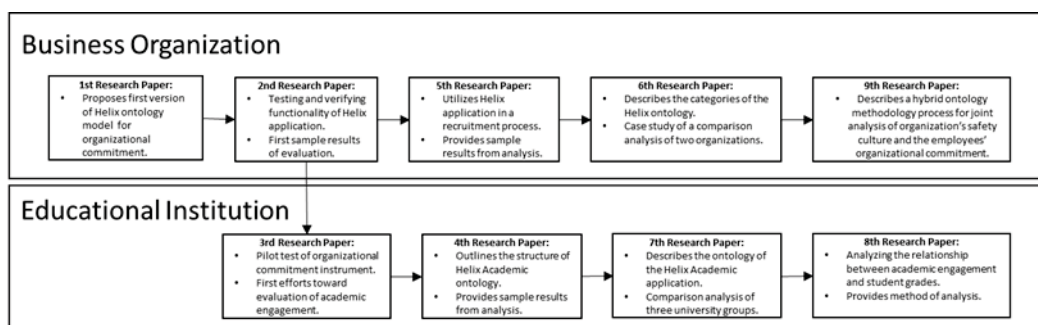 Business Organization
1st Research Paper:
• Proposes first version
of Helix ontology
model for
organizational
commitment.
2nd Research Paper:
• Testing and verifying
functionality of Helix
application.
• First sample results
of evaluation.
5th Research Paper:
• Utilizes Helix
application in a
recruitment process.
• Provides sample
results from analysis.
6th Research Paper:
• Describes the categories of the
Helix ontology.
• Case study of a comparison
analysis of two organizations.
9th Research Paper:
• Describes a hybrid ontology
methodology process for joint
analysis of organization's safety
culture and the employees'
organizational commitment.
Educational Institution
3rd Research Paper:
• Pilot test of organizational
commitment instrument.
• First efforts toward
evaluation of academic
engagement.
4th Research Paper:
• Outlines the structure of
Helix Academic
ontology.
• Provides sample results
from analysis.
7th Research Paper:
• Describes the ontology of
the Helix Academic
application.
• Comparison analysis of
three university groups.
8th Research Paper:
• Analyzing the relationship
between academic engagement
and student grades.
• Provides method of analysis.